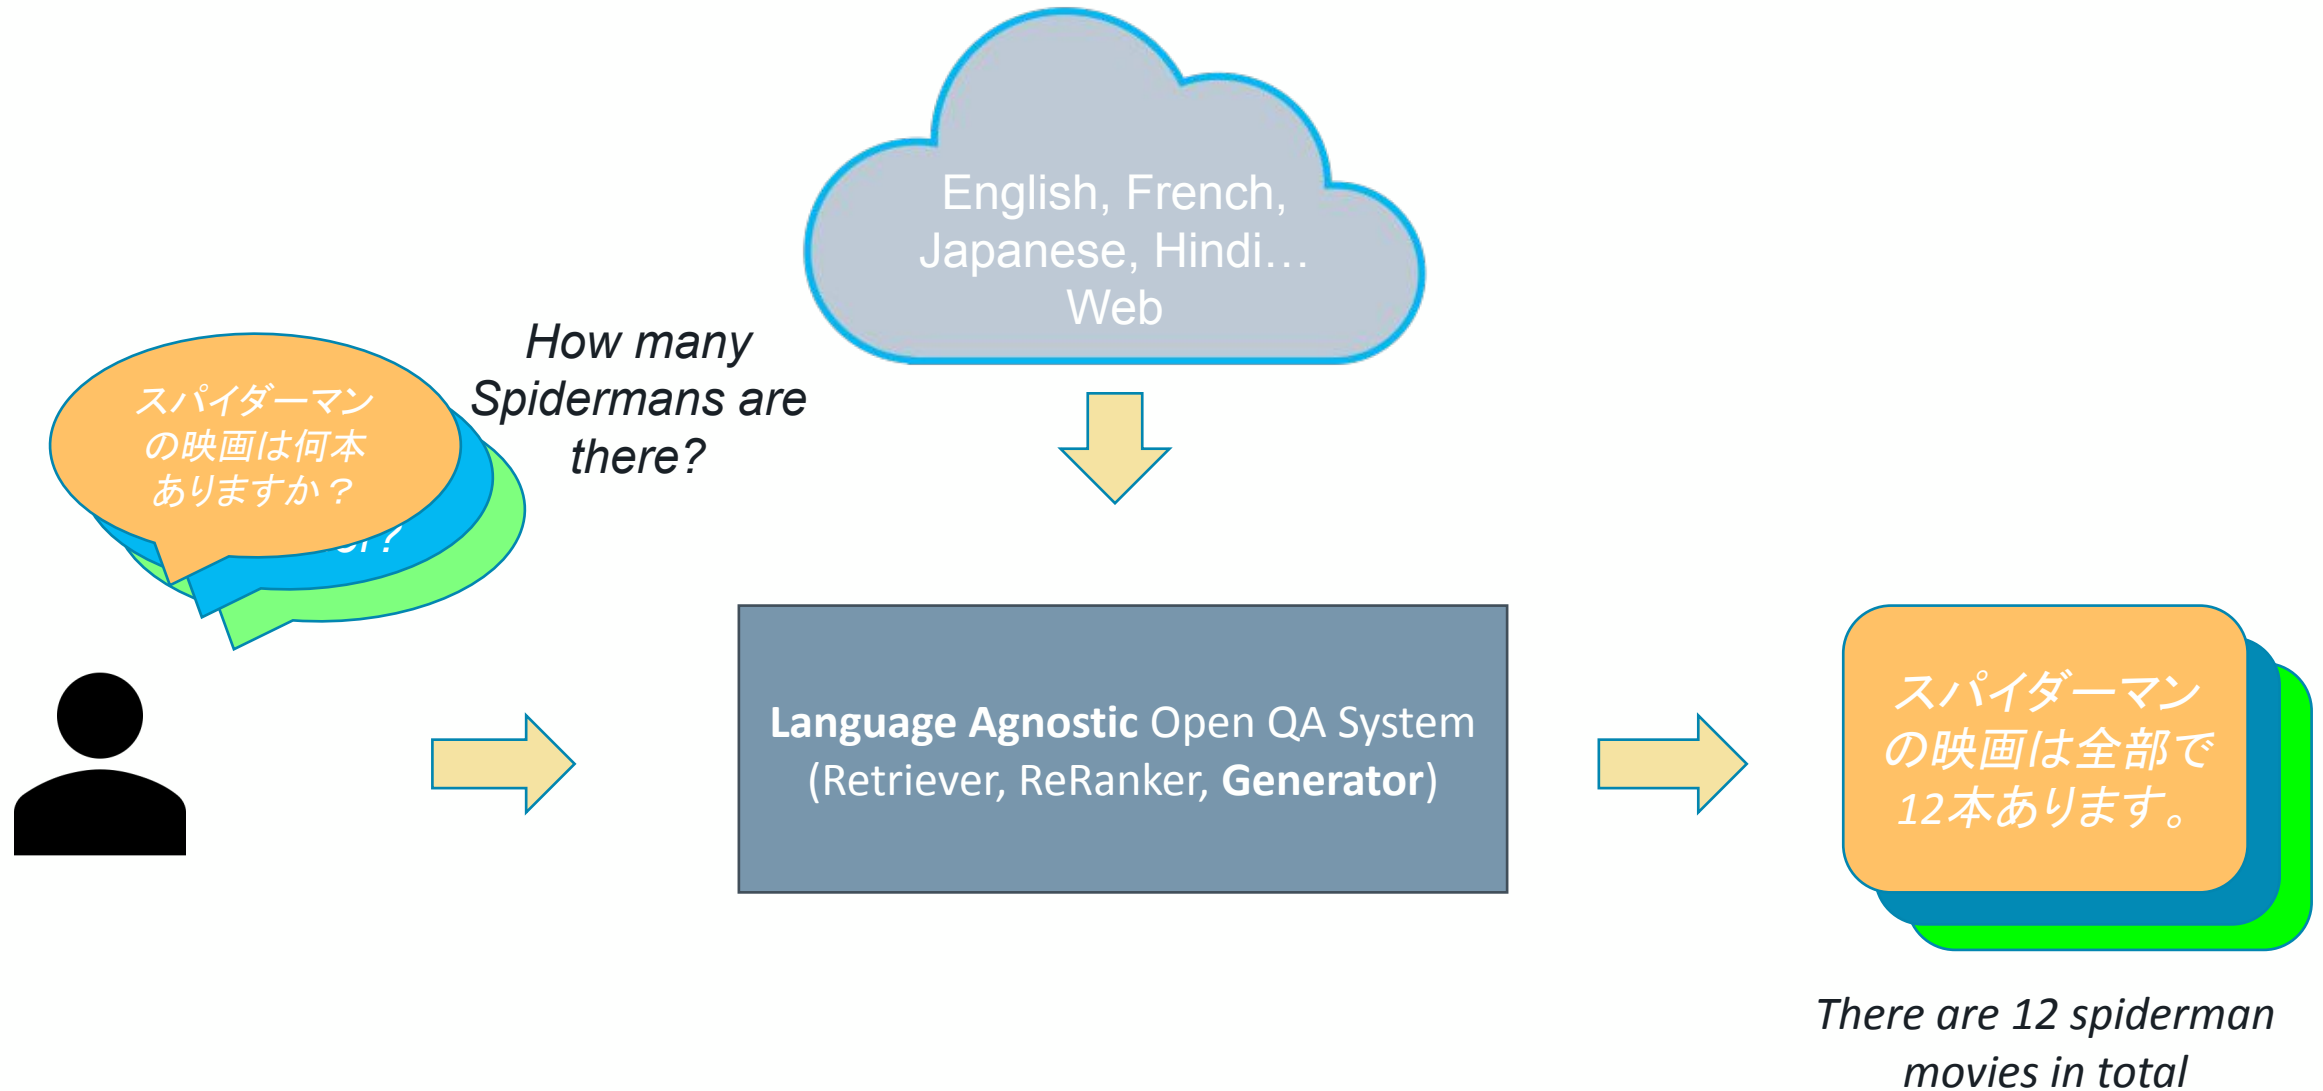 English, French,
Japanese, Hindi...
Web
How many
Spidermans are
there?
スパイダーマン
の映画は何本
ありますか？
Language Agnostic Open QA System
(Retriever, ReRanker, Generator)
スパイダーマン
の映画は全部で
12本あります。
There are 12 spiderman
movies in total